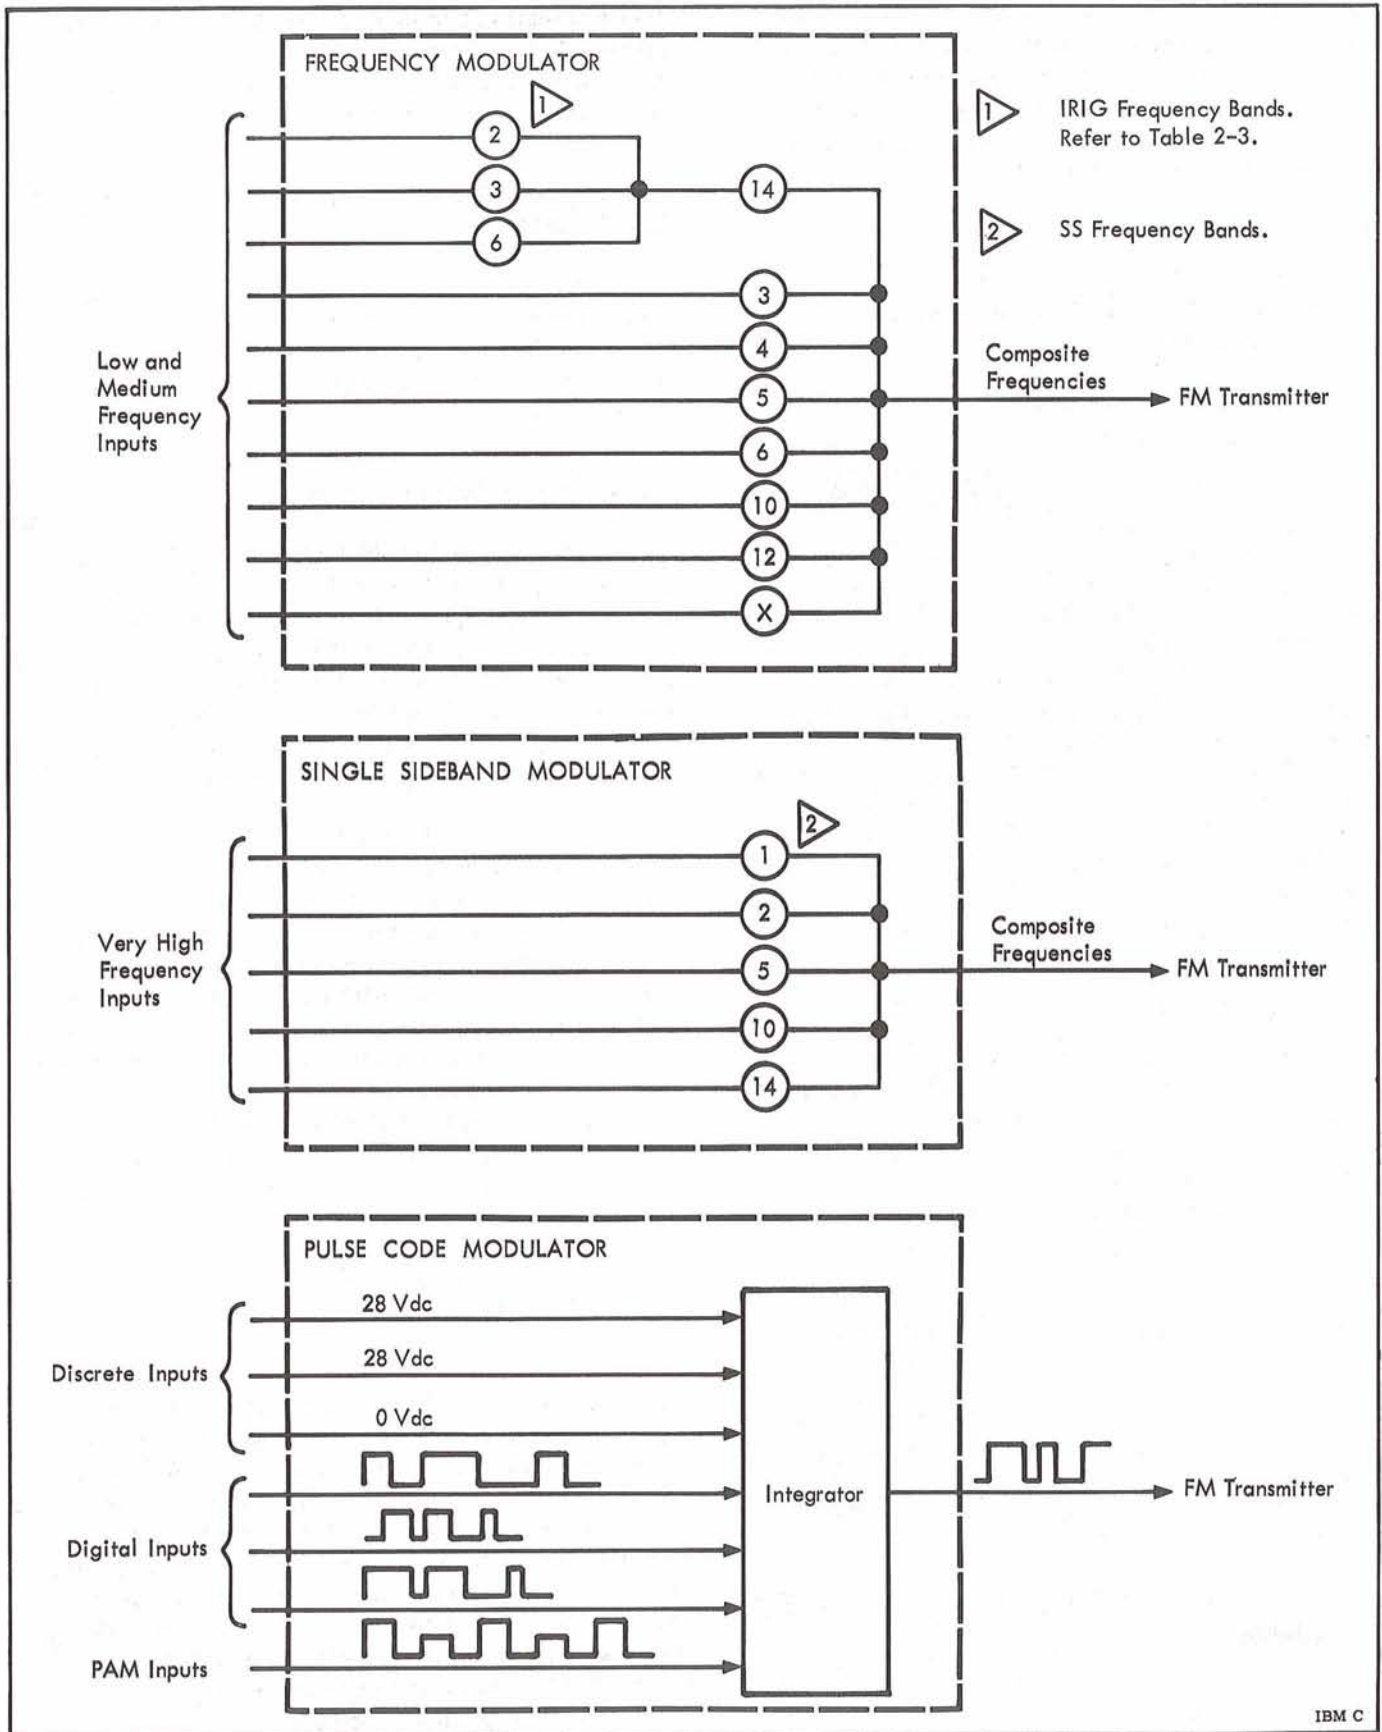 FREQUENCY MODULATOR
1
2
3
14
6
3
4
5
6
10
12
X
Low and
Medium
Frequency
Inputs
Composite
Frequencies
FM Transmitter
1
IRIG Frequency Bands.
Refer to Table 2-3.
2
SS Frequency Bands.
SINGLE SIDEBAND MODULATOR
2
1
2
5
10
14
Very High
Frequency
Inputs
Composite
Frequencies
FM Transmitter
PULSE CODE MODULATOR
Discrete Inputs
28 Vdc
28 Vdc
0 Vdc
Digital Inputs
PAM Inputs
Integrator
FM Transmitter
IBM C